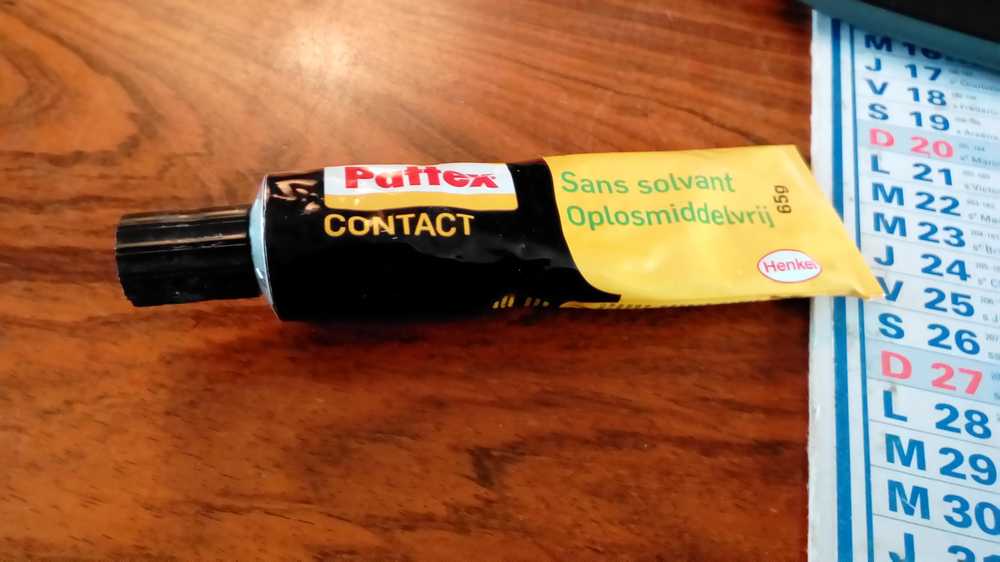 Pattex
CONTACT
Sans solvant
Oplosmiddelvrij
65g
Henkel
M 16
J 17
V 18
S 19
D 20
L 21
M 22
M 23
J 24
V 25
S 26
D 27
L 28
M 29
M 30
J 31